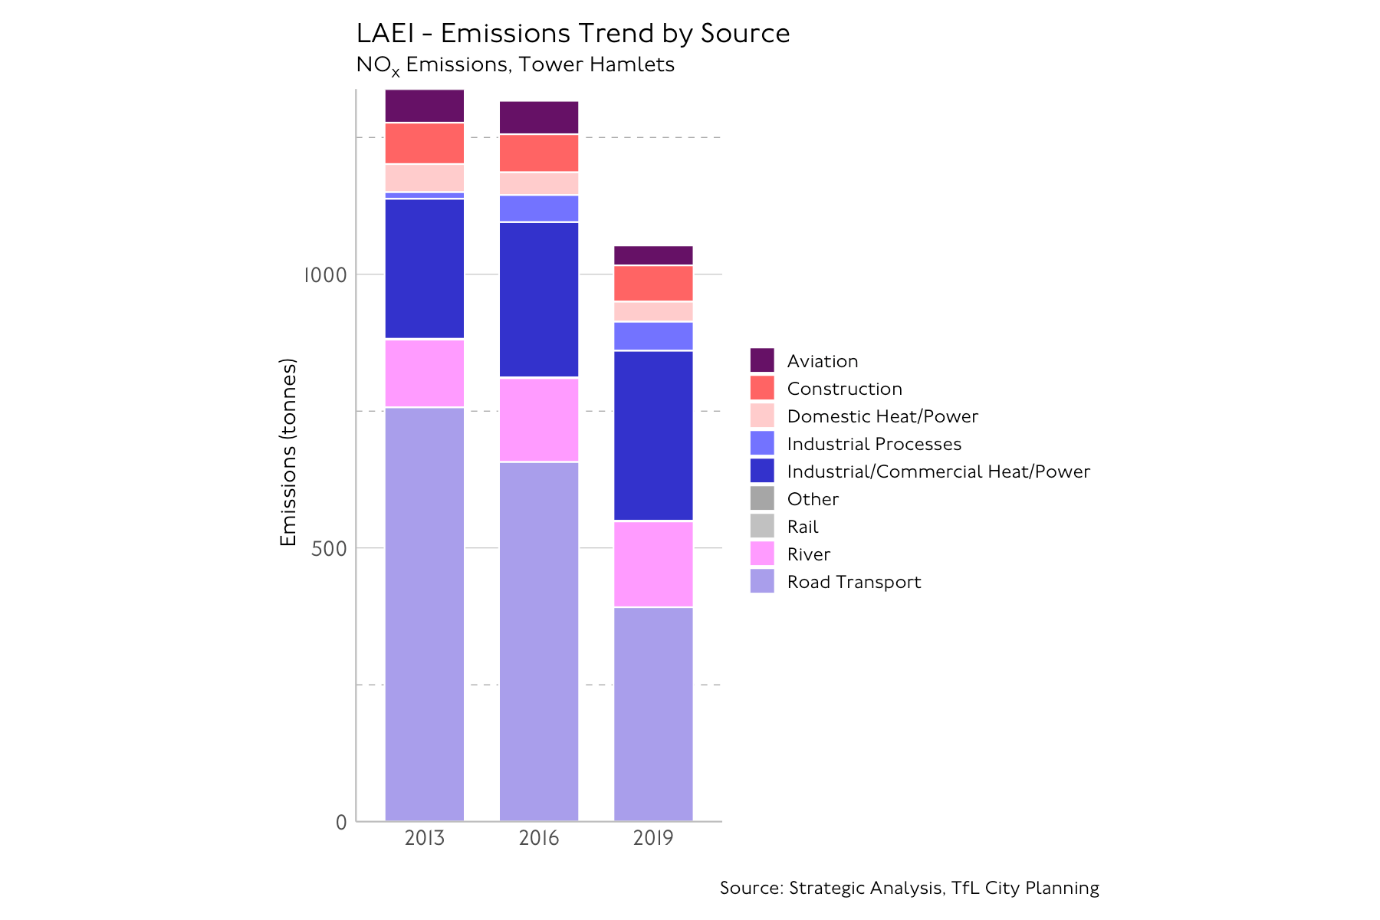 LAEI - Emissions Trend by Source
NOx Emissions, Tower Hamlets
Emissions (tonnes)
1000
500
0
2013 2016 2019
Aviation
Construction
Domestic Heat/Power
Industrial Processes
Industrial/Commercial Heat/Power
Other
Rail
River
Road Transport
Source: Strategic Analysis, TfL City Planning